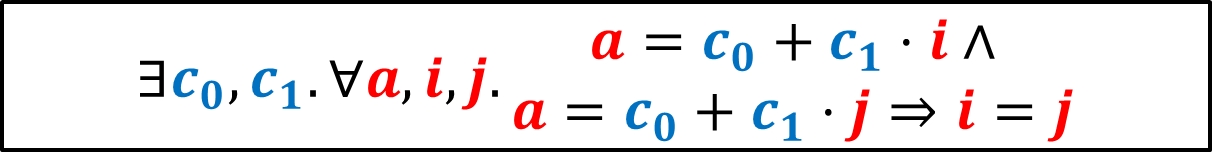 ∃c₀, c₁. ∀a, i, j.
a = c₀ + c₁ · i ∧
a = c₀ + c₁ · j ⇒ i = j